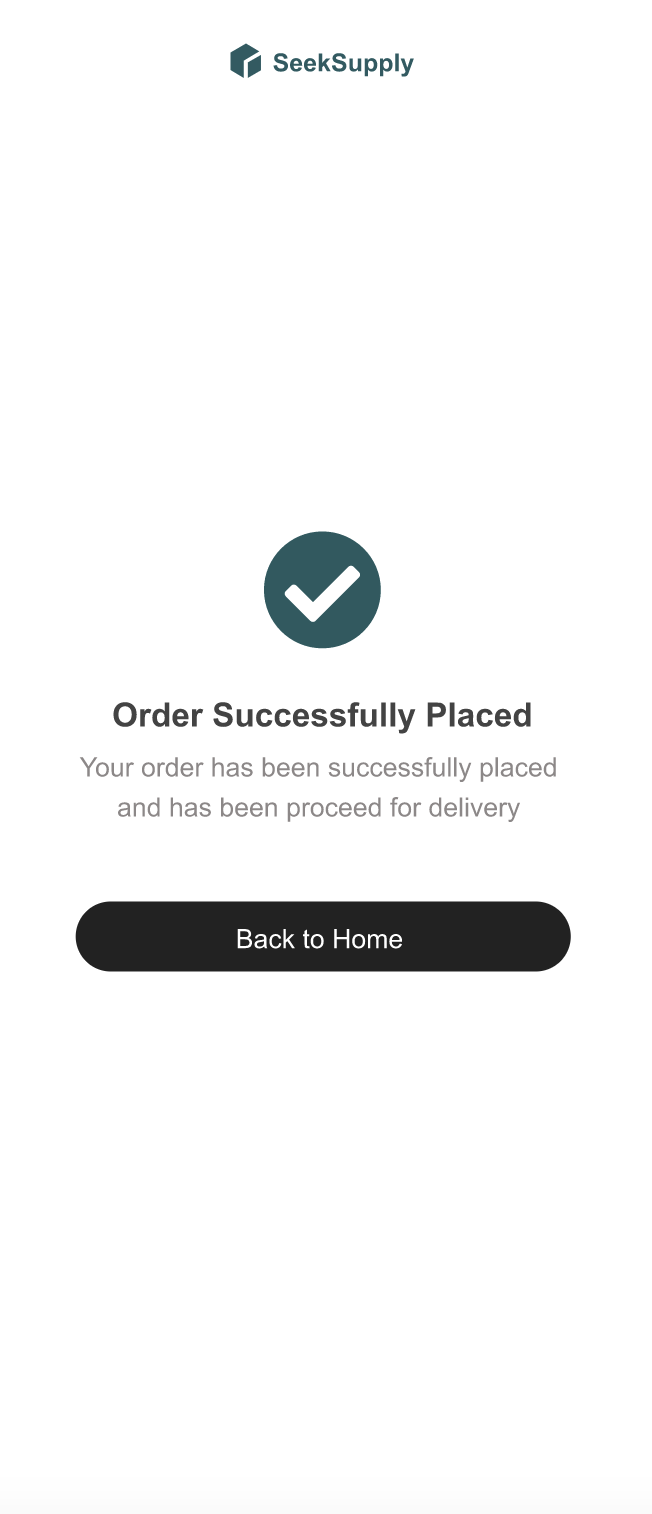 SeekSupply
Order Successfully Placed
Your order has been successfully placed
and has been proceed for delivery
Back to Home